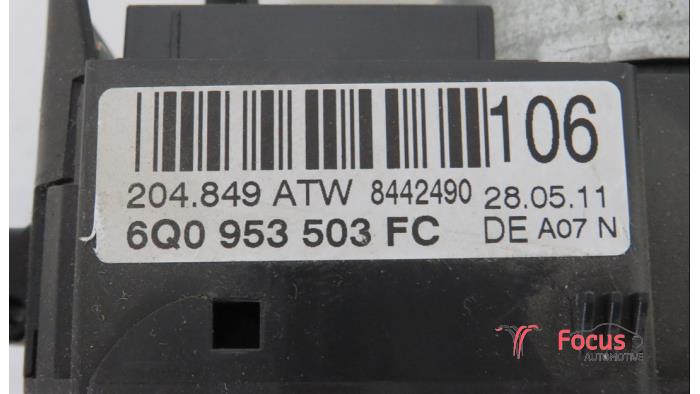 106
204.849 ATW 8442490 28.05.11
6Q0 953 503 FC DE A07 N
Focus
AUTOMOTIVE